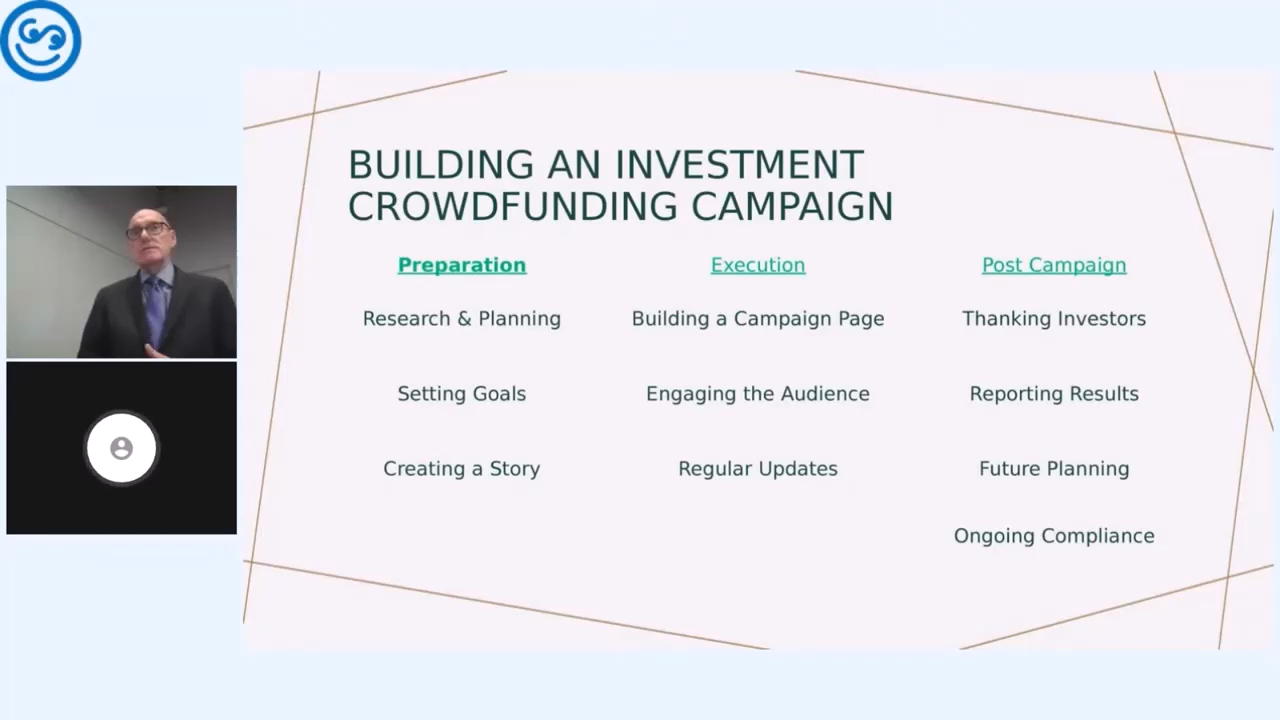 BUILDING AN INVESTMENT
CROWDFUNDING CAMPAIGN
Preparation
Research & Planning
Setting Goals
Creating a Story
Execution
Building a Campaign Page
Engaging the Audience
Regular Updates
Post Campaign
Thanking Investors
Reporting Results
Future Planning
Ongoing Compliance